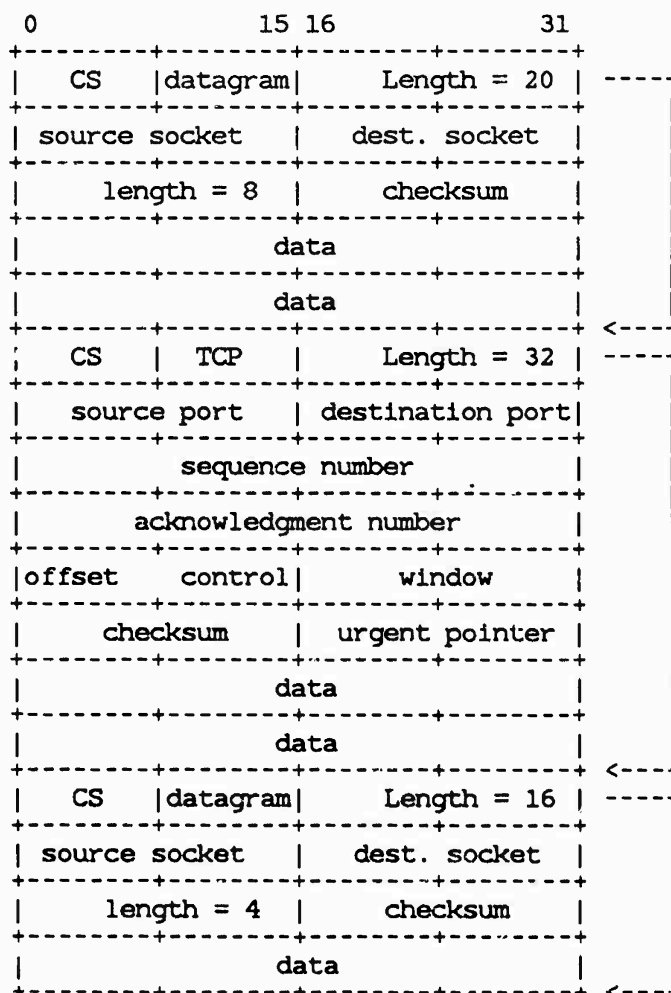 0 15 16 31
| CS |datagram| Length = 20 |
| source socket | dest. socket |
| length = 8 | checksum |
| data |
| data |
| CS | TCP | Length = 32 |
| source port | destination port|
| sequence number |
| acknowledgment number |
|offset control| window |
| checksum | urgent pointer |
| data |
| data |
| CS |datagram| Length = 16 |
| source socket | dest. socket |
| length = 4 | checksum |
| data |